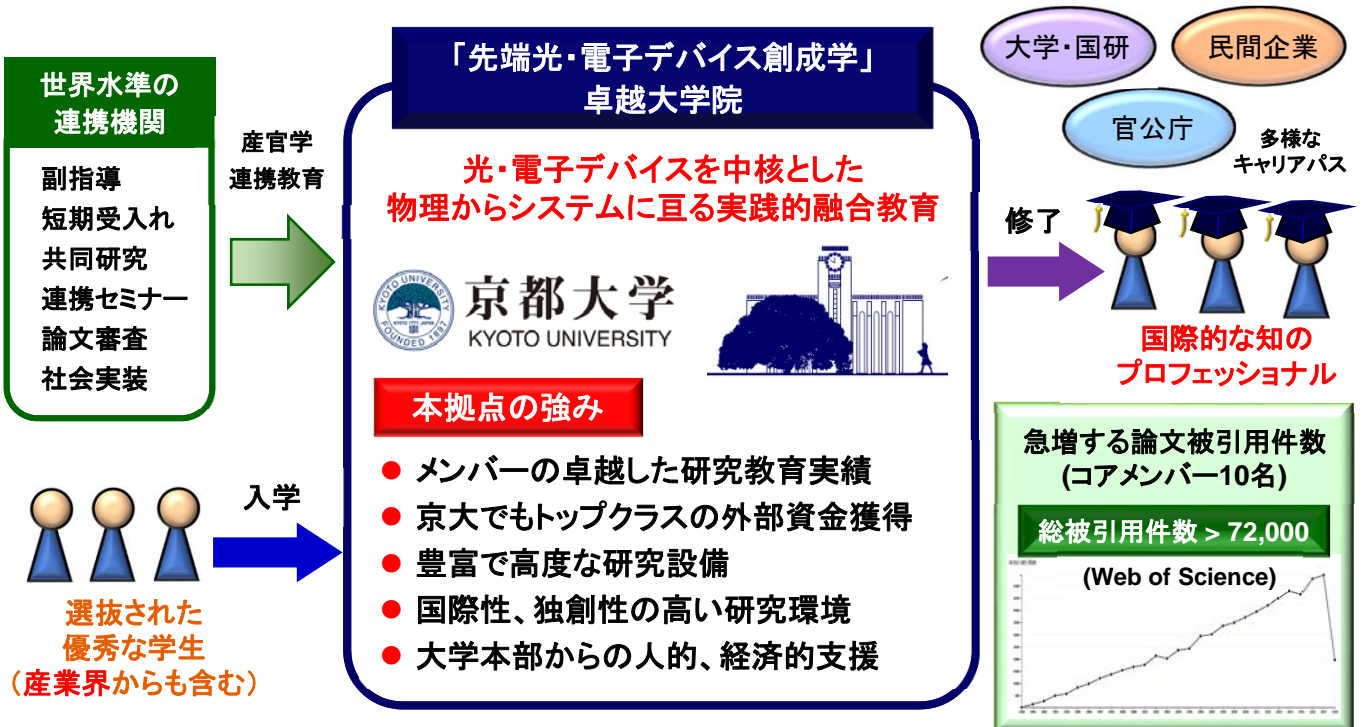 世界水準の
連携機関
副指導
短期受入れ
共同研究
連携セミナー
論文審査
社会実装
産官学
連携教育
選抜された
優秀な学生
（産業界からも含む）
入学
「先端光・電子デバイス創成学」
卓越大学院
光・電子デバイスを中核とした
物理からシステムに亘る実践的融合教育
KYOTO UNIVERSITY
KYOTO JAPAN
FOUNDED 1897
京都大学
KYOTO UNIVERSITY
本拠点の強み
● メンバーの卓越した研究教育実績
● 京大でもトップクラスの外部資金獲得
● 豊富で高度な研究設備
● 国際性、独創性の高い研究環境
● 大学本部からの人的、経済的支援
大学・国研
民間企業
官公庁
多様な
キャリアパス
修了
国際的な知の
プロフェッショナル
急増する論文被引用件数
(コアメンバー10名)
総被引用件数 > 72,000
(Web of Science)